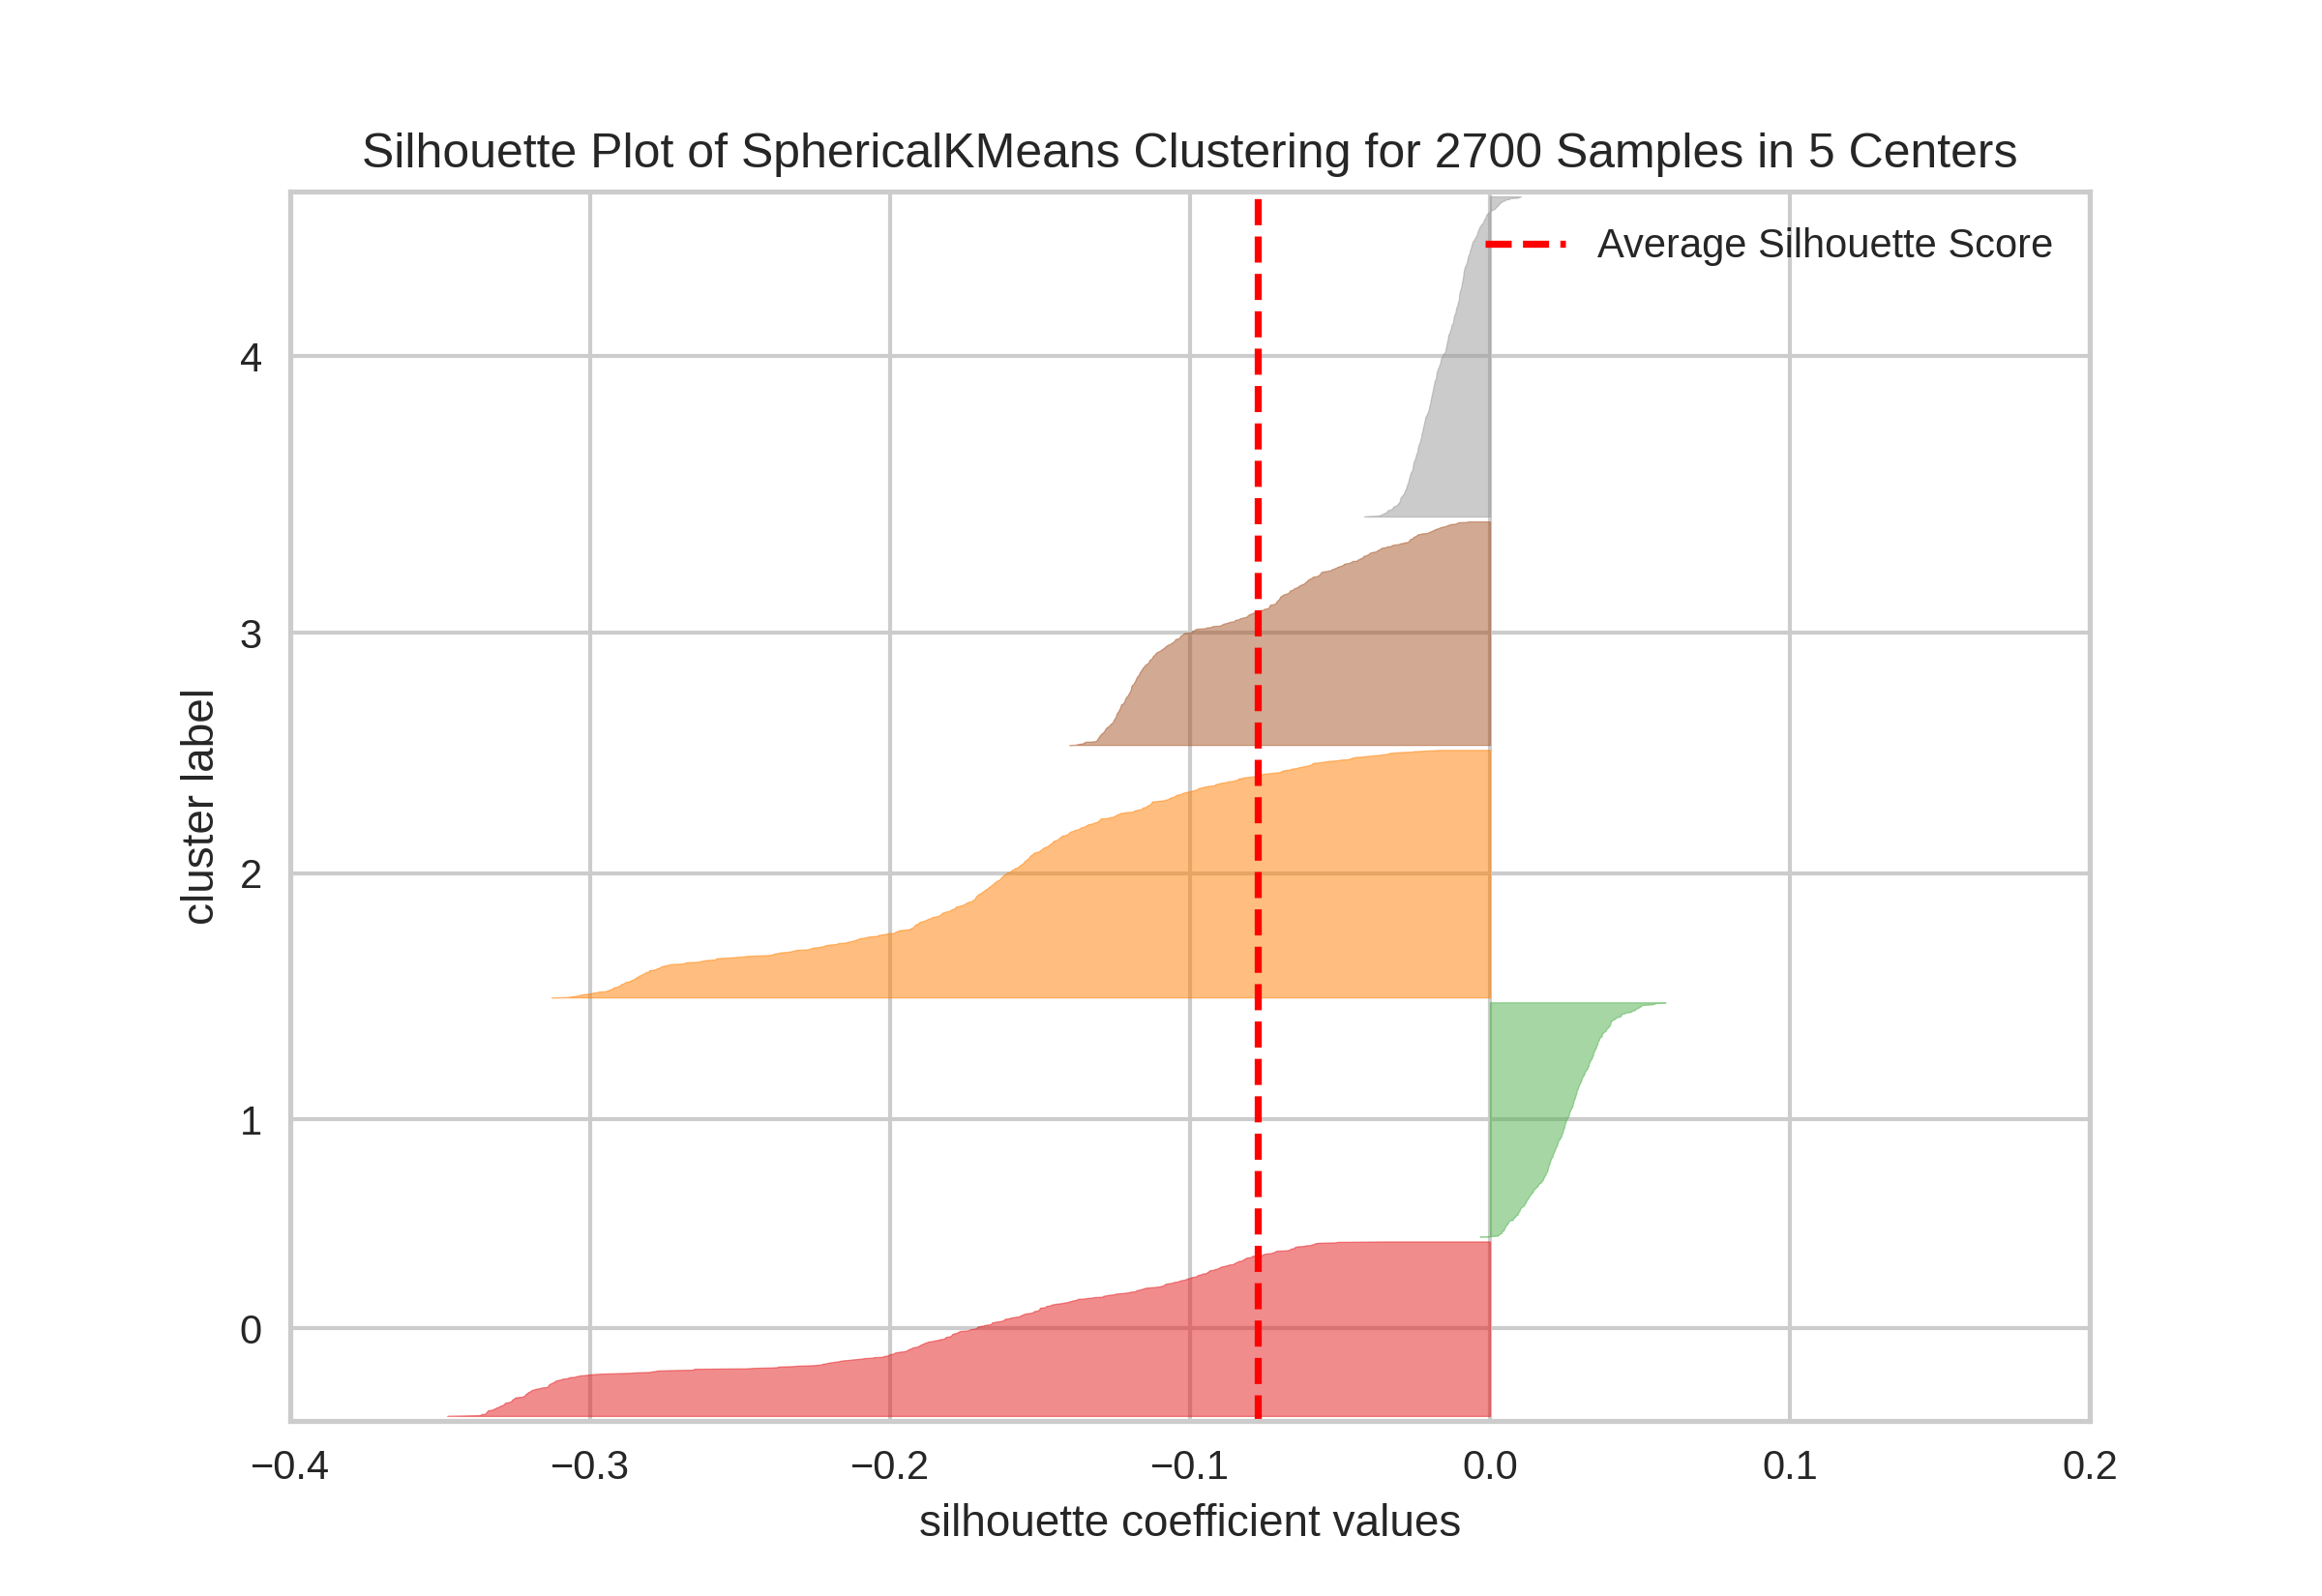 Silhouette Plot of SphericalKMeans Clustering for 2700 Samples in 5 Centers
Average Silhouette Score
4
3
2
1
0
cluster label
−0.4 −0.3 −0.2 −0.1 0.0 0.1 0.2
silhouette coefficient values